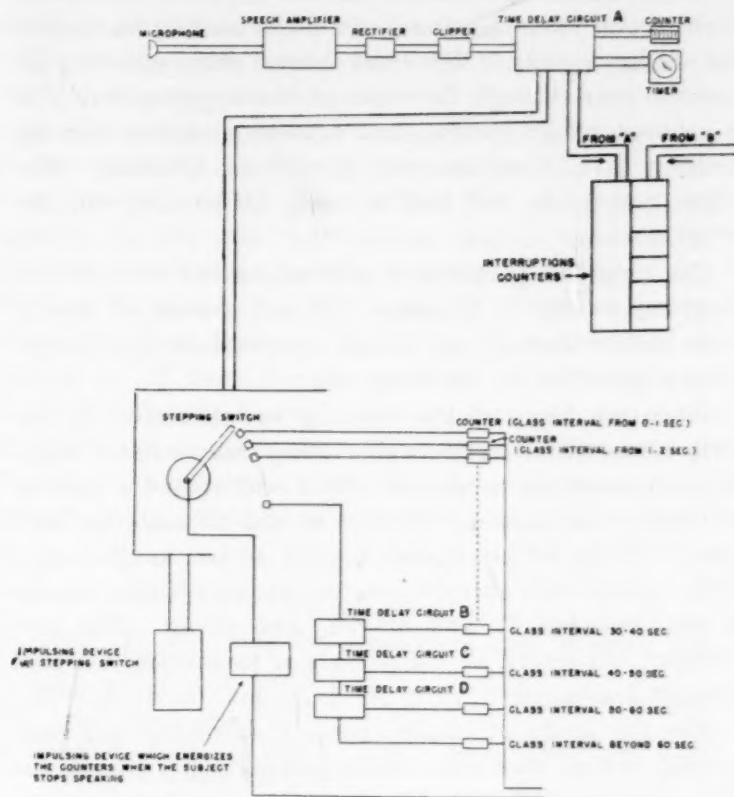 MICROPHONE
SPEECH AMPLIFIER
RECTIFIER
CLIPPER
TIME DELAY CIRCUIT A
COUNTER
TIMER
FROM "A"
FROM "B"
INTERRUPTIONS
COUNTERS
STEPPING SWITCH
COUNTER (CLASS INTERVAL FROM 0-1 SEC.)
COUNTER
(CLASS INTERVAL FROM 1-2 SEC.)
TIME DELAY CIRCUIT B
CLASS INTERVAL 30-40 SEC.
TIME DELAY CIRCUIT C
CLASS INTERVAL 40-50 SEC.
TIME DELAY CIRCUIT D
CLASS INTERVAL 50-60 SEC.
CLASS INTERVAL BEYOND 60 SEC.
IMPULSING DEVICE
FOR STEPPING SWITCH
IMPULSING DEVICE WHICH ENERGIZES
THE COUNTERS WHEN THE SUBJECT
STOPS SPEAKING